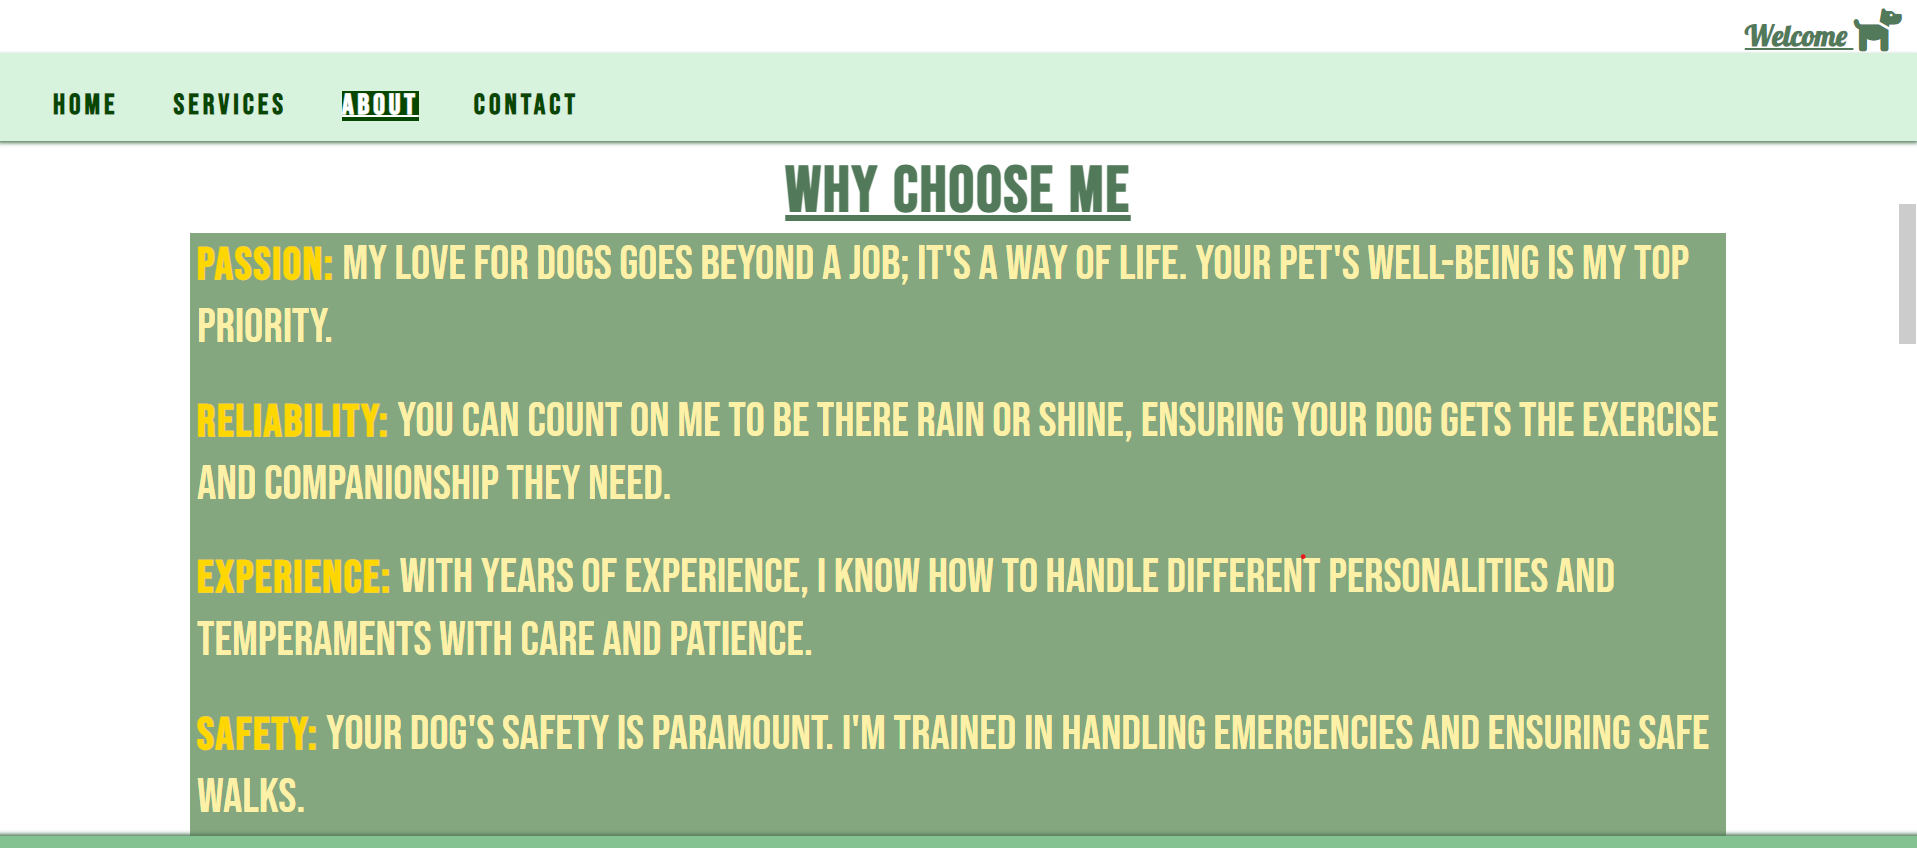 Welcome
HOME SERVICES ABOUT CONTACT
WHY CHOOSE ME
PASSION: MY LOVE FOR DOGS GOES BEYOND A JOB; IT'S A WAY OF LIFE. YOUR PET'S WELL-BEING IS MY TOP
PRIORITY.
RELIABILITY: YOU CAN COUNT ON ME TO BE THERE RAIN OR SHINE, ENSURING YOUR DOG GETS THE EXERCISE
AND COMPANIONSHIP THEY NEED.
EXPERIENCE: WITH YEARS OF EXPERIENCE, I KNOW HOW TO HANDLE DIFFERENT PERSONALITIES AND
TEMPERAMENTS WITH CARE AND PATIENCE.
SAFETY: YOUR DOG'S SAFETY IS PARAMOUNT. I'M TRAINED IN HANDLING EMERGENCIES AND ENSURING SAFE
WALKS.